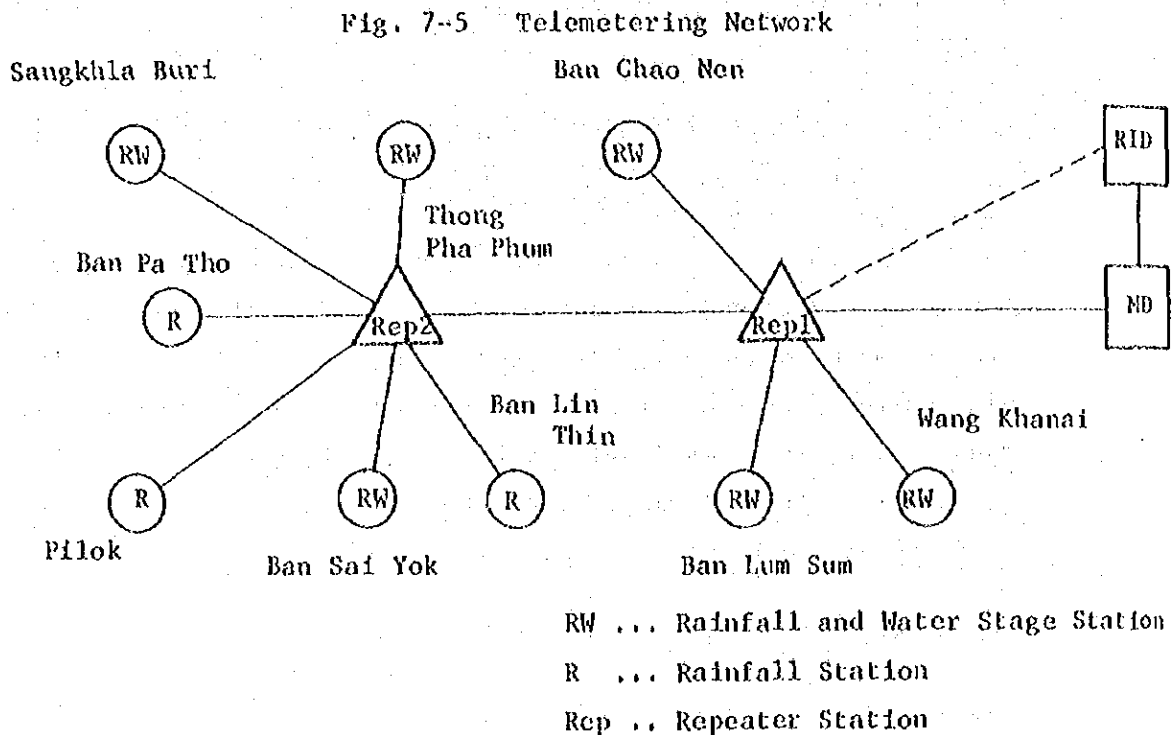 Fig. 7-5 Telemetering Network
Sangkhla Buri
Ban Chao Nen
RW
RW
RW
RID
Thong
Pha Phum
Ban Pa Tho
R
Rep2
Rep1
MD
Ban Lin
Thin
Wang Khanai
R
RW
R
RW
RW
Pilok
Ban Sai Yok
Ban Lum Sum
RW ... Rainfall and Water Stage Station
R ... Rainfall Station
Rep .. Repeater Station